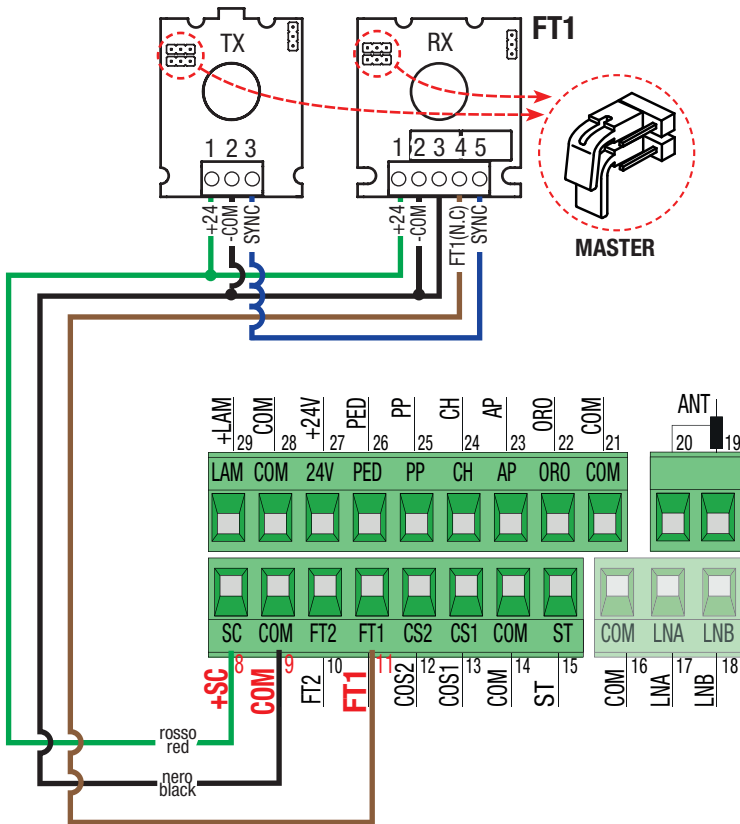 TX
RX
FT1
1 2 3
1 2 3 4 5
+24
-COM
SYNC
+24
-COM
FT1(N.C)
SYNC
MASTER
+LAM
COM
+24V
PED
PP
CH
AP
ORO
COM
ANT
29 28 27 26 25 24 23 22 21 20 19
LAM COM 24V PED PP CH AP ORO COM
SC COM FT2 FT1 CS2 CS1 COM ST COM LNA LNB
8 9 10 11 12 13 14 15 16 17 18
+SC
COM
FT2
FT1
COS2
COS1
COM
ST
COM
LNA
LNB
rosso
red
nero
black